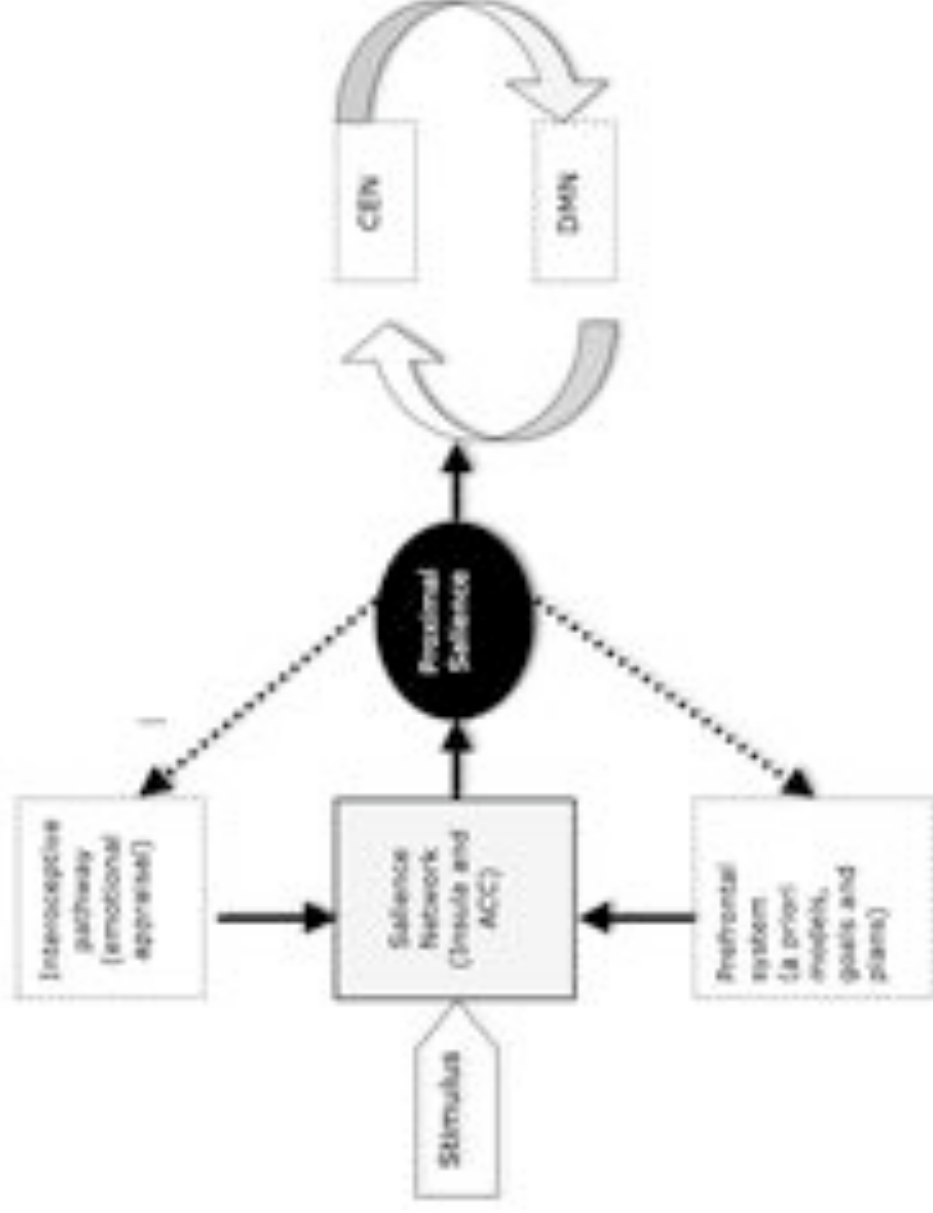 Interoceptive
pathway
(emotional
appraisal)
Stimulus
Salience
Network
(Insula and
ACC)
Proximal
Salience
CEN
DMN
Prefrontal
system
(a priori
models,
goals and
plans)